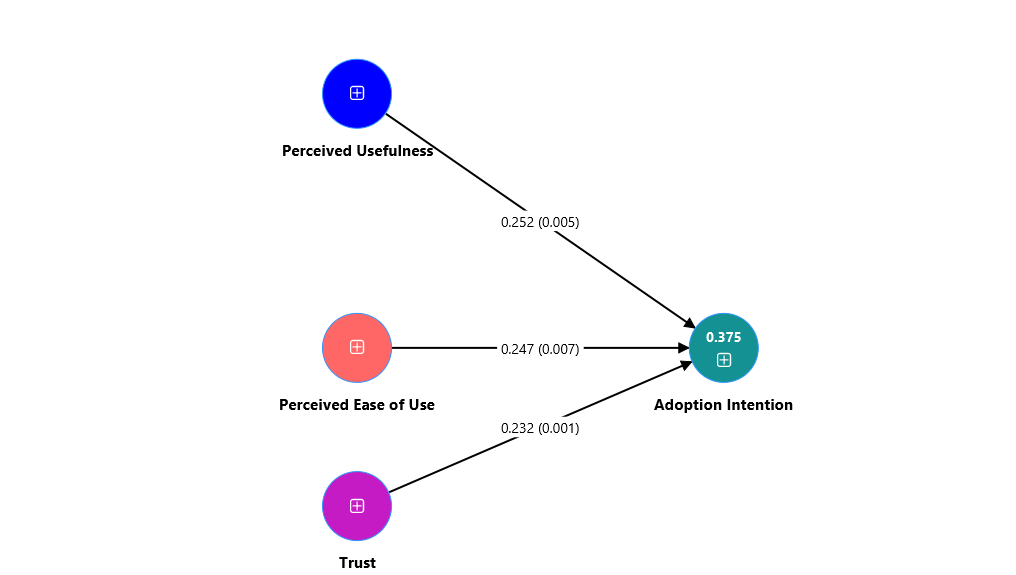 Perceived Usefulness
0.252 (0.005)
0.375
0.247 (0.007)
Perceived Ease of Use
Adoption Intention
0.232 (0.001)
Trust